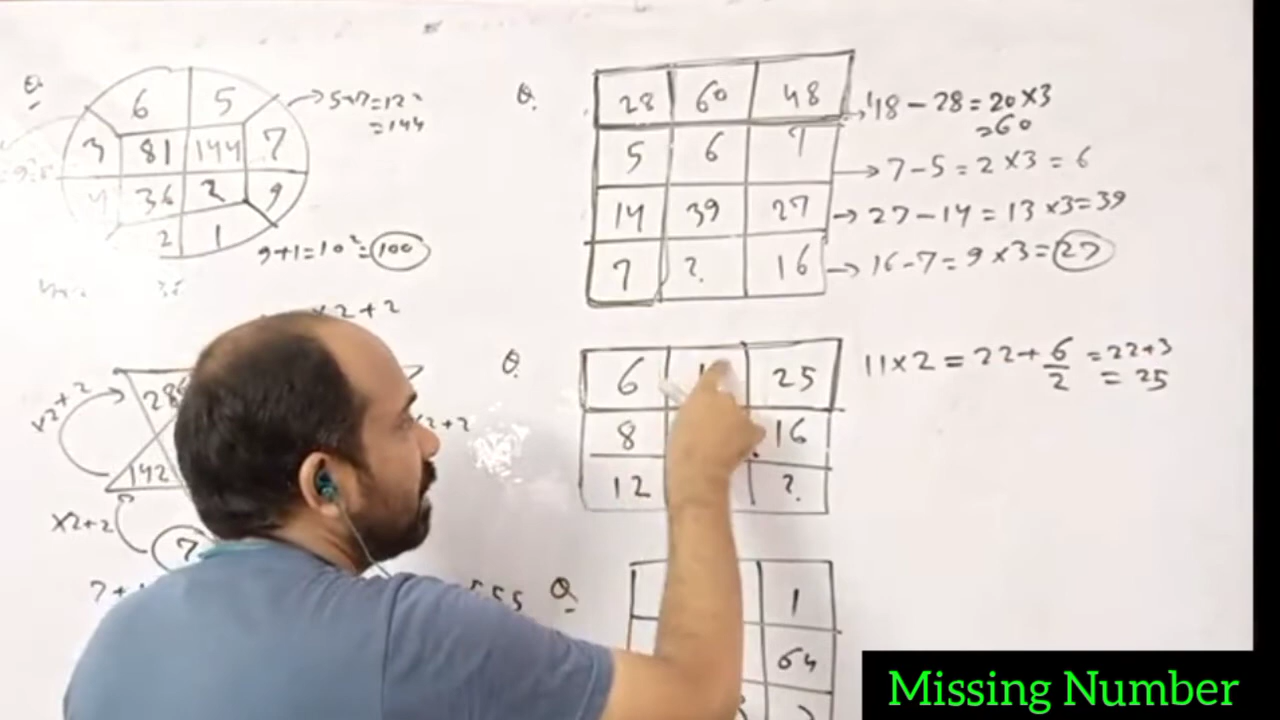 Q.
6 5
3 81 144 7
36 2 9
2 1
→ 5+7=12²
=144
9+1=10²=100
Q.
28 60 48 → 48-28=20×3
=60
5 6 7 → 7-5=2×3=6
14 39 27 → 27-14=13×3=39
7 ? 16 → 16-7=9×3=27
×2+2
×2+2
142
×2+2
7
Q.
6 25 11×2=22+6/2=22+3
=25
8 16
12 ?
Q.
1
64
Missing Number